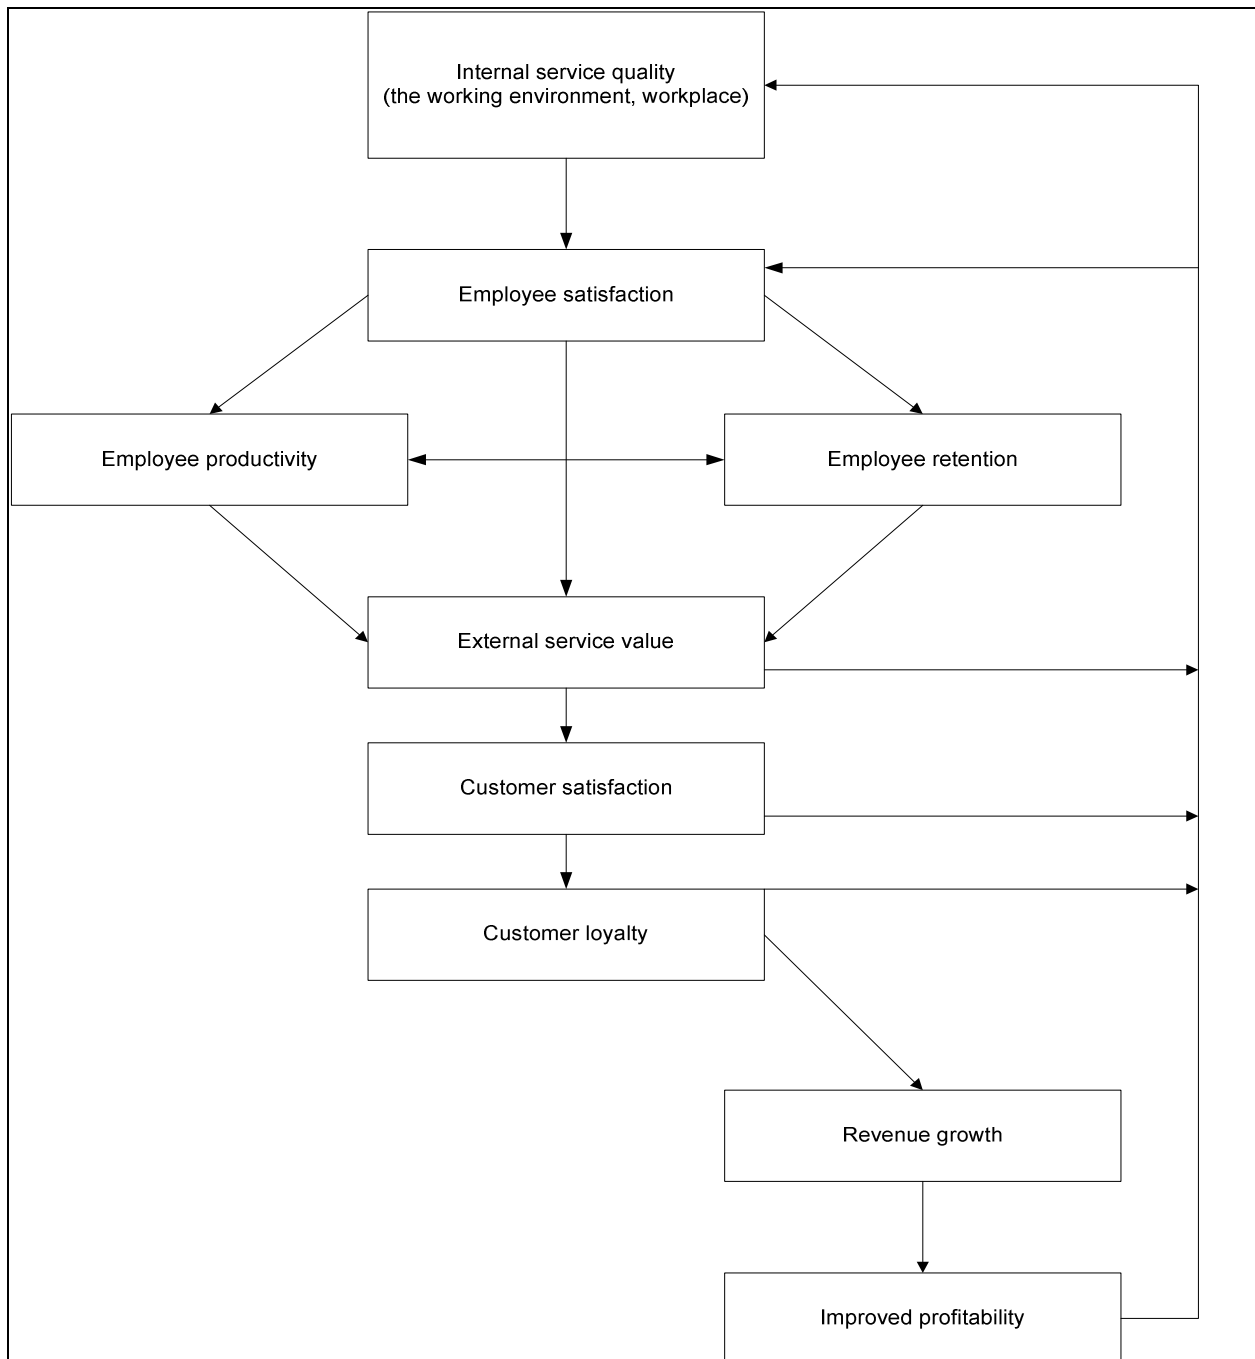 Internal service quality
(the working environment, workplace)
Employee satisfaction
Employee productivity
Employee retention
External service value
Customer satisfaction
Customer loyalty
Revenue growth
Improved profitability